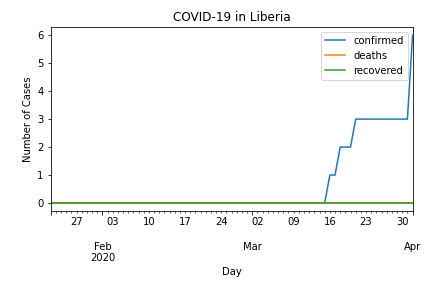 COVID-19 in Liberia
confirmed
deaths
recovered
Number of Cases
6
5
4
3
2
1
0
27 03 10 17 24 02 09 16 23 30
Feb Mar Apr
2020
Day